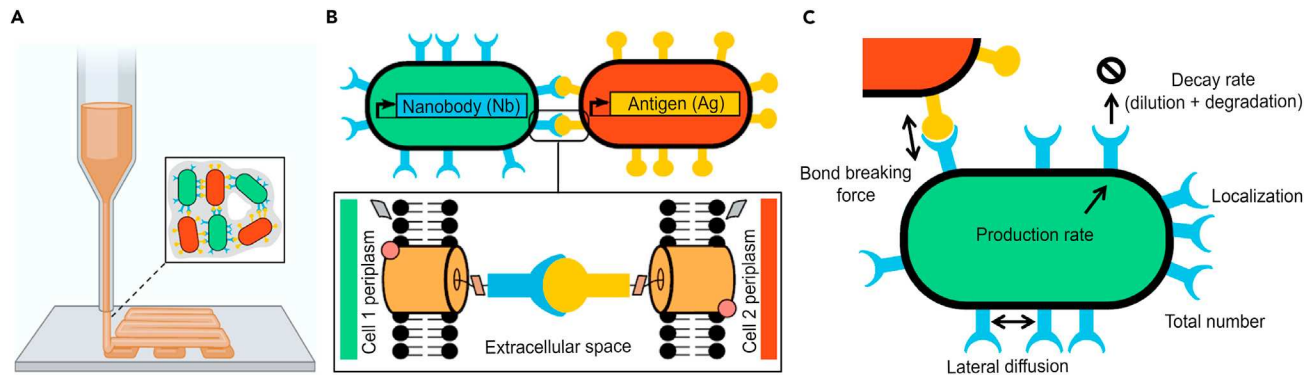 A
B
Nanobody (Nb)
Antigen (Ag)
Cell 1 periplasm
Extracellular space
Cell 2 periplasm
C
Decay rate
(dilution + degradation)
Bond breaking
force
Localization
Production rate
Total number
Lateral diffusion